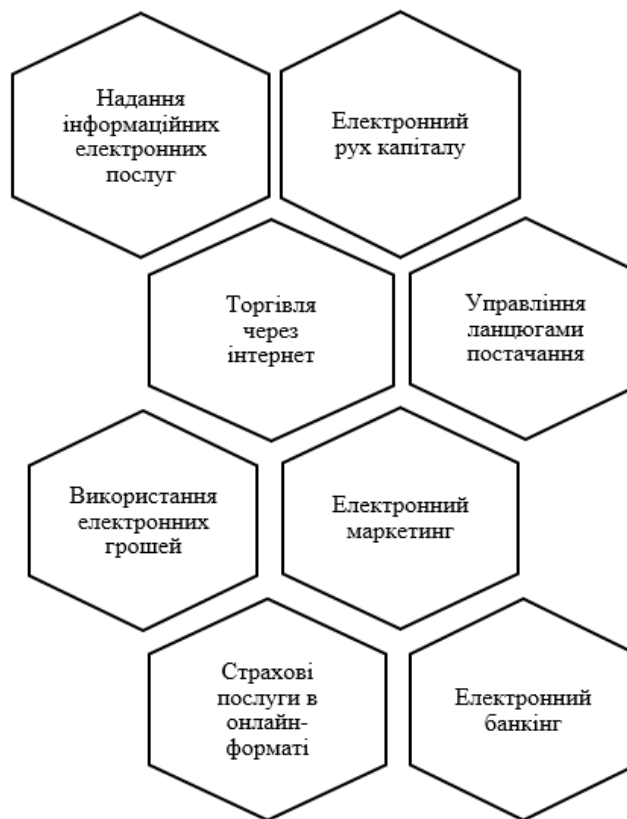 Надання
інформаційних
електронних
послуг
Електронний
рух капіталу
Торгівля
через
інтернет
Управління
ланцюгами
постачання
Використання
електронних
грошей
Електронний
маркетинг
Страхові
послуги в
онлайн-
форматі
Електронний
банкінг